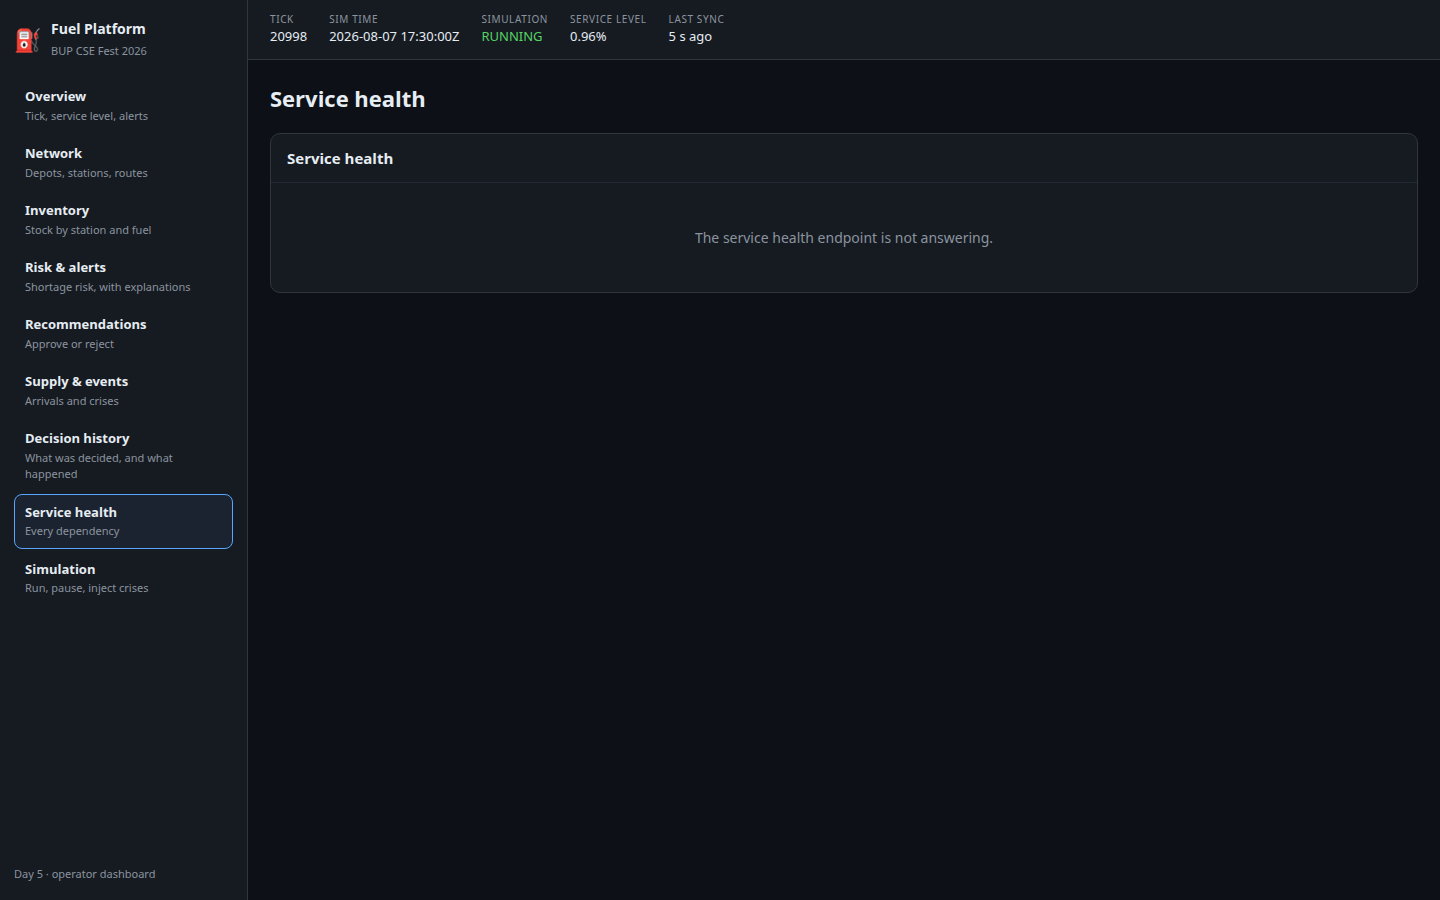 Fuel Platform
BUP CSE Fest 2026
Overview
Tick, service level, alerts
Network
Depots, stations, routes
Inventory
Stock by station and fuel
Risk & alerts
Shortage risk, with explanations
Recommendations
Approve or reject
Supply & events
Arrivals and crises
Decision history
What was decided, and what
happened
Service health
Every dependency
Simulation
Run, pause, inject crises
Day 5 · operator dashboard
TICK
20998
SIM TIME
2026-08-07 17:30:00Z
SIMULATION
RUNNING
SERVICE LEVEL
0.96%
LAST SYNC
5 s ago
Service health
Service health
The service health endpoint is not answering.